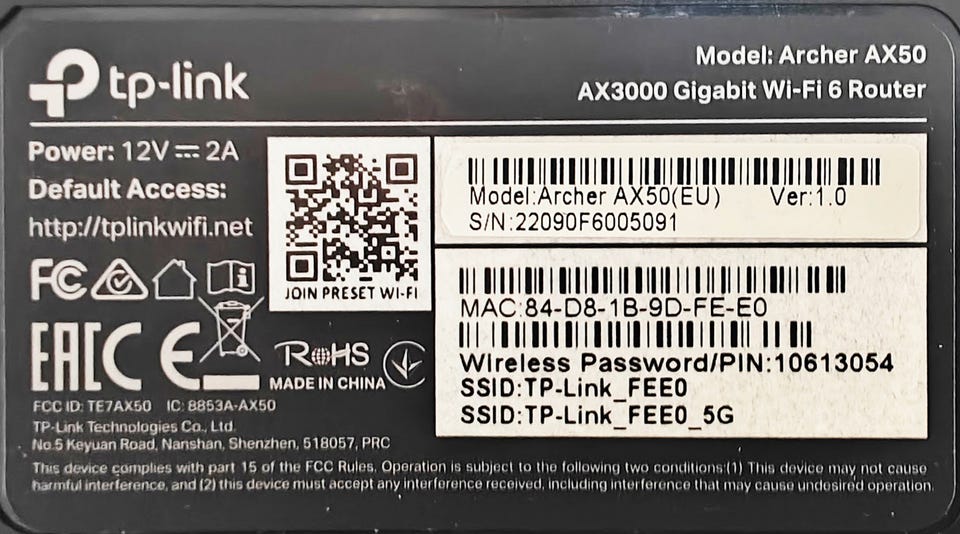 tp-link
Model: Archer AX50
AX3000 Gigabit Wi-Fi 6 Router
Power: 12V⎓2A
Default Access:
http://tplinkwifi.net
JOIN PRESET WI-FI
Model:Archer AX50(EU) Ver:1.0
S/N:22090F6005091
MAC:84-D8-1B-9D-FE-E0
Wireless Password/PIN:10613054
SSID:TP-Link_FEE0
SSID:TP-Link_FEE0_5G
FC
EAC CE RoHS
MADE IN CHINA
FCC ID: TE7AX50 IC: 8853A-AX50
TP-Link Technologies Co., Ltd.
No.5 Keyuan Road, Nanshan, Shenzhen, 518057, PRC
This device complies with part 15 of the FCC Rules. Operation is subject to the following two conditions:(1) This device may not cause
harmful interference, and (2) this device must accept any interference received, including interference that may cause undesired operation.